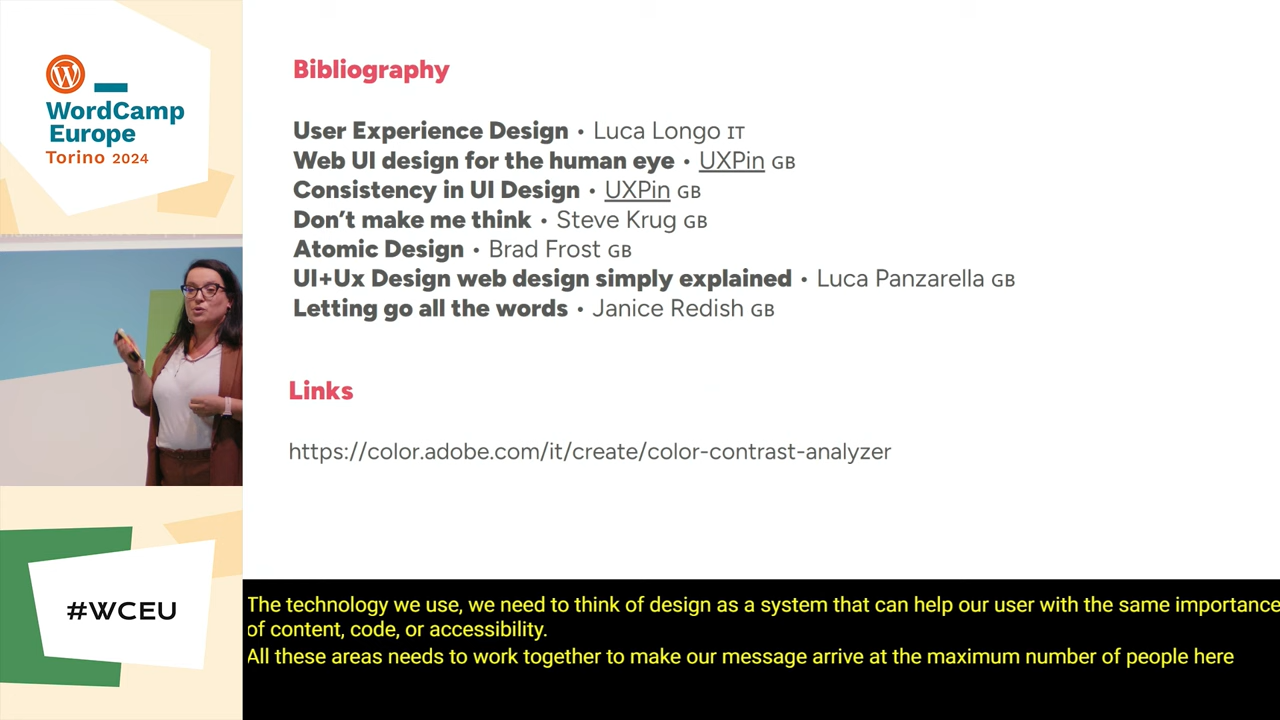 WordCamp
Europe
Torino 2024
Bibliography
User Experience Design • Luca Longo IT
Web UI design for the human eye • UXPin GB
Consistency in UI Design • UXPin GB
Don’t make me think • Steve Krug GB
Atomic Design • Brad Frost GB
UI+Ux Design web design simply explained • Luca Panzarella GB
Letting go all the words • Janice Redish GB
Links
https://color.adobe.com/it/create/color-contrast-analyzer
#WCEU
The technology we use, we need to think of design as a system that can help our user with the same importance
of content, code, or accessibility.
All these areas needs to work together to make our message arrive at the maximum number of people here